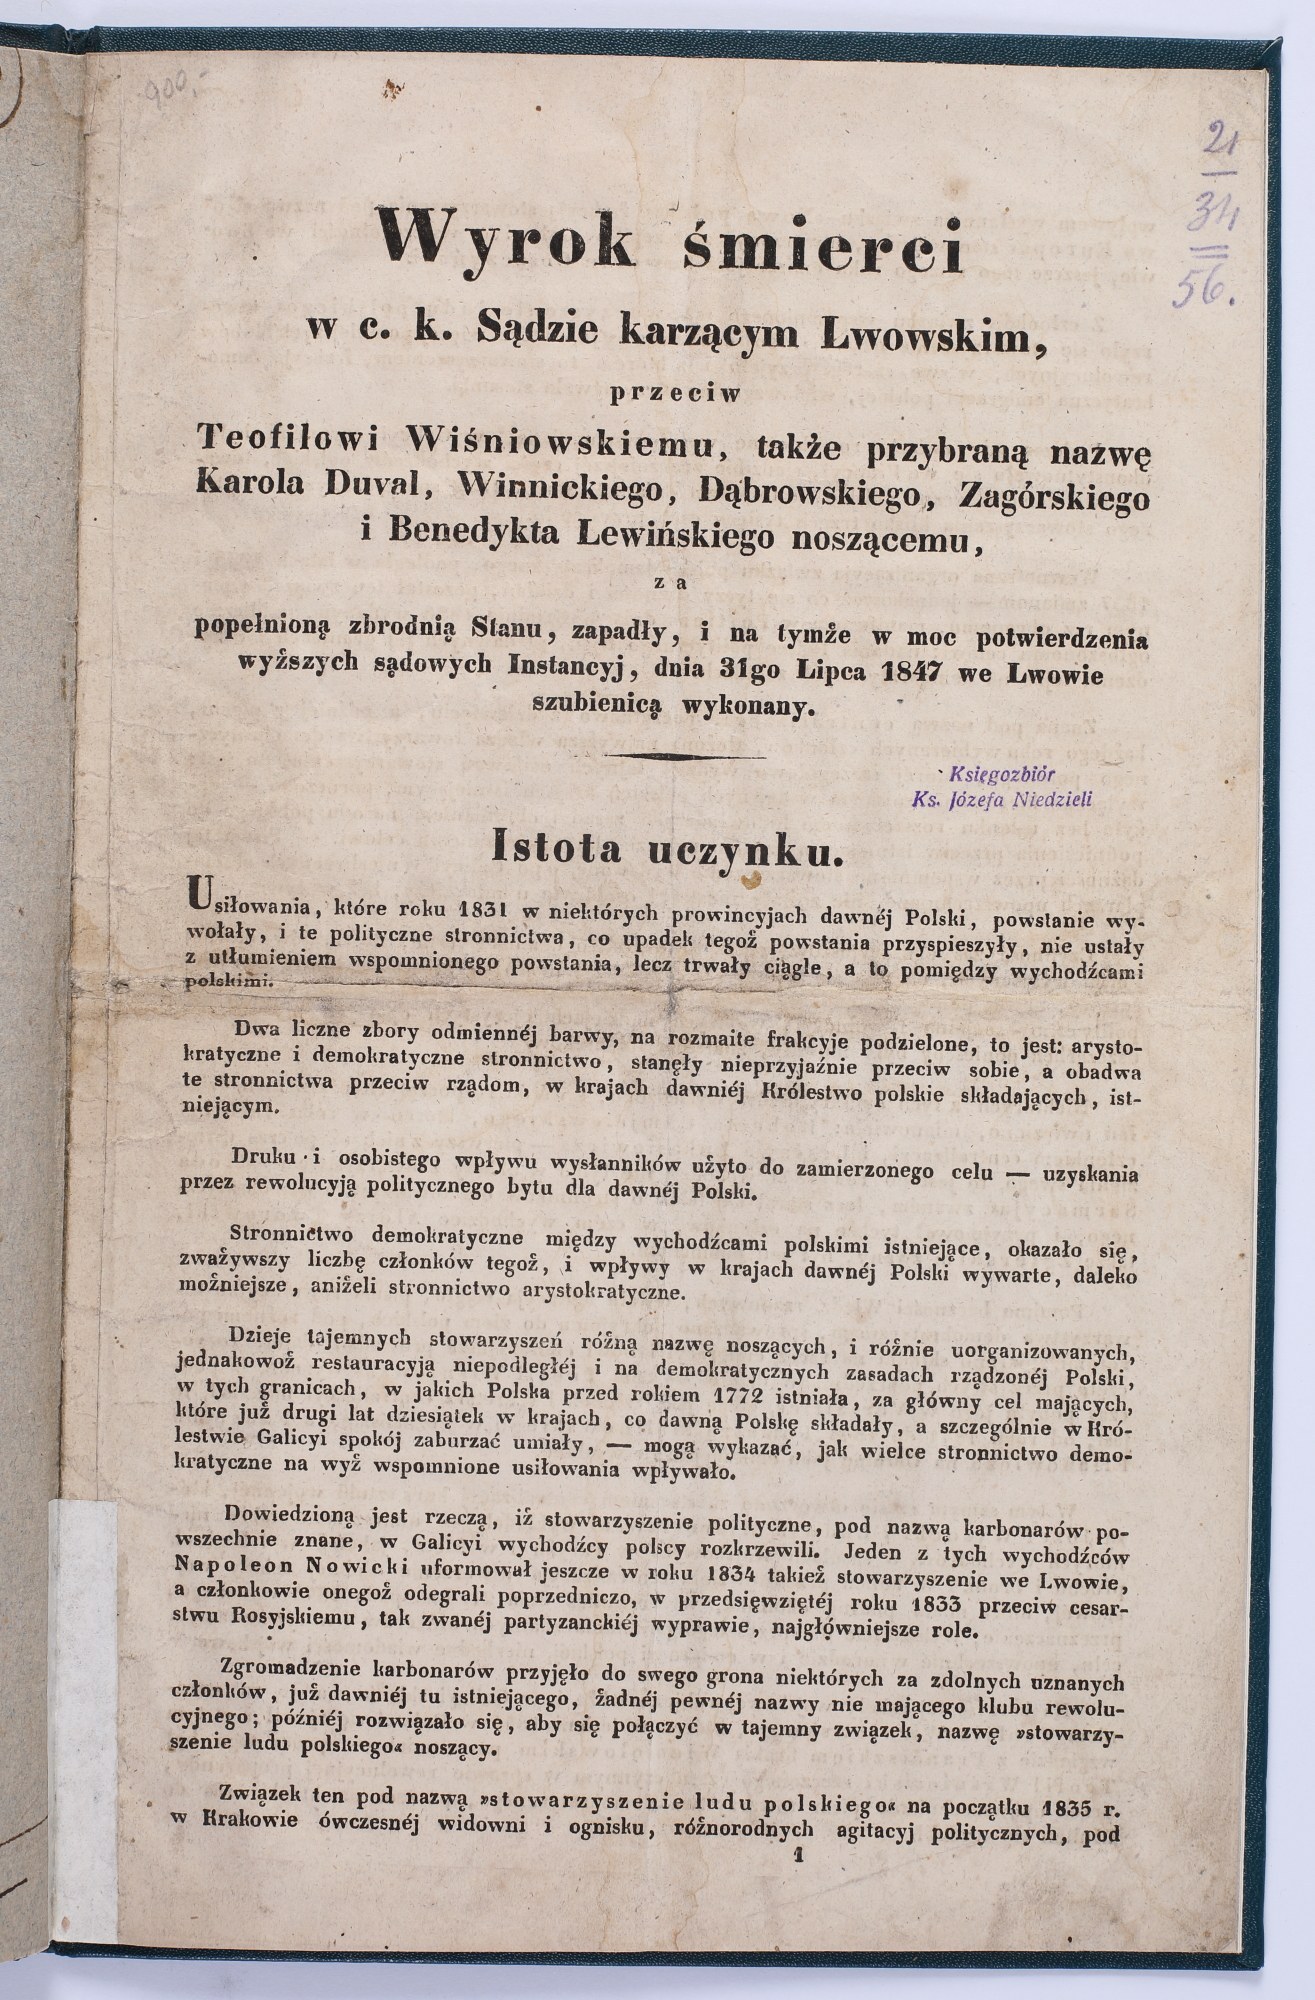 900,-
21
34
56.
Wyrok śmierci
w c. k. Sądzie karzącym Lwowskim,
przeciw
Teofilowi Wiśniowskiemu, także przybraną nazwę
Karola Duval, Winnickiego, Dąbrowskiego, Zagórskiego
i Benedykta Lewińskiego noszącemu,
za
popełnioną zbrodnią Stanu, zapadły, i na tymże w moc potwierdzenia
wyższych sądowych Instancyj, dnia 31go Lipca 1847 we Lwowie
szubienicą wykonany.
Księgozbiór
Ks. Józefa Niedzieli
Istota uczynku.
Usiłowania, które roku 1831 w niektórych prowincyjach dawnéj Polski, powstanie wy-
wołały, i te polityczne stronnictwa, co upadek tegoż powstania przyspieszyły, nie ustały
z utłumieniem wspomnionego powstania, lecz trwały ciągle, a to pomiędzy wychodźcami
polskimi.
Dwa liczne zbory odmiennéj barwy, na rozmaite frakcyje podzielone, to jest: arysto-
kratyczne i demokratyczne stronnictwo, stanęły nieprzyjaźnie przeciw sobie, a obadwa
te stronnictwa przeciw rządom, w krajach dawniéj Królestwo polskie składających, ist-
niejącym.
Druku i osobistego wpływu wysłanników użyto do zamierzonego celu — uzyskania
przez rewolucyją politycznego bytu dla dawnéj Polski.
Stronnictwo demokratyczne między wychodźcami polskimi istniejące, okazało się,
zważywszy liczbę członków tegoż, i wpływy w krajach dawnéj Polski wywarte, daleko
możniejsze, aniżeli stronnictwo arystokratyczne.
Dzieje tajemnych stowarzyszeń różną nazwę noszących, i różnie uorganizowanych,
jednakowoż restauracyją niepodległéj i na demokratycznych zasadach rządzonéj Polski,
w tych granicach, w jakich Polska przed rokiem 1772 istniała, za główny cel mających,
które już drugi lat dziesiątek w krajach, co dawną Polskę składały, a szczególnie w Kró-
lestwie Galicyi spokój zaburzać umiały, — mogą wykazać, jak wielce stronnictwo demo-
kratyczne na wyż wspomnione usiłowania wpływało.
Dowiedzioną jest rzeczą, iż stowarzyszenie polityczne, pod nazwą karbonarów po-
wszechnie znane, w Galicyi wychodźcy polscy rozkrzewili. Jeden z tych wychodźców
Napoleon Nowicki uformował jeszcze w roku 1834 takież stowarzyszenie we Lwowie,
a członkowie onegoż odegrali poprzedniczo, w przedsięwziętéj roku 1833 przeciw cesar-
stwu Rosyjskiemu, tak zwanéj partyzanckiéj wyprawie, najgłówniejsze role.
Zgromadzenie karbonarów przyjęło do swego grona niektórych za zdolnych uznanych
członków, już dawniéj tu istniejącego, żadnéj pewnéj nazwy nie mającego klubu rewolu-
cyjnego; późniéj rozwiązało się, aby się połączyć w tajemny związek, nazwę »stowarzy-
szenie ludu polskiego« noszący.
Związek ten pod nazwą »stowarzyszenie ludu polskiego« na początku 1835 r.
w Krakowie ówczesnéj widowni i ognisku, różnorodnych agitacyj politycznych, pod
1